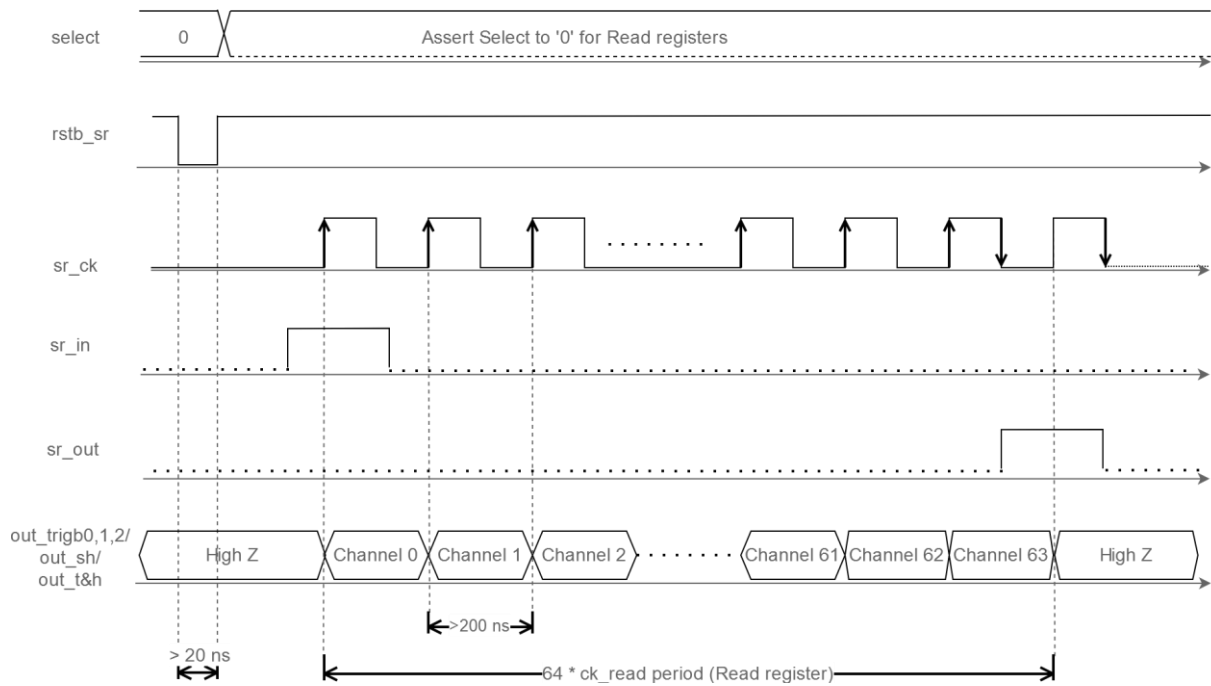 select
0
Assert Select to '0' for Read registers
rstb_sr
sr_ck
sr_in
sr_out
out_trigb0,1,2/
out_sh/
out_t&h
High Z
Channel 0
Channel 1
Channel 2
Channel 61
Channel 62
Channel 63
High Z
>200 ns
> 20 ns
64 * ck_read period (Read register)